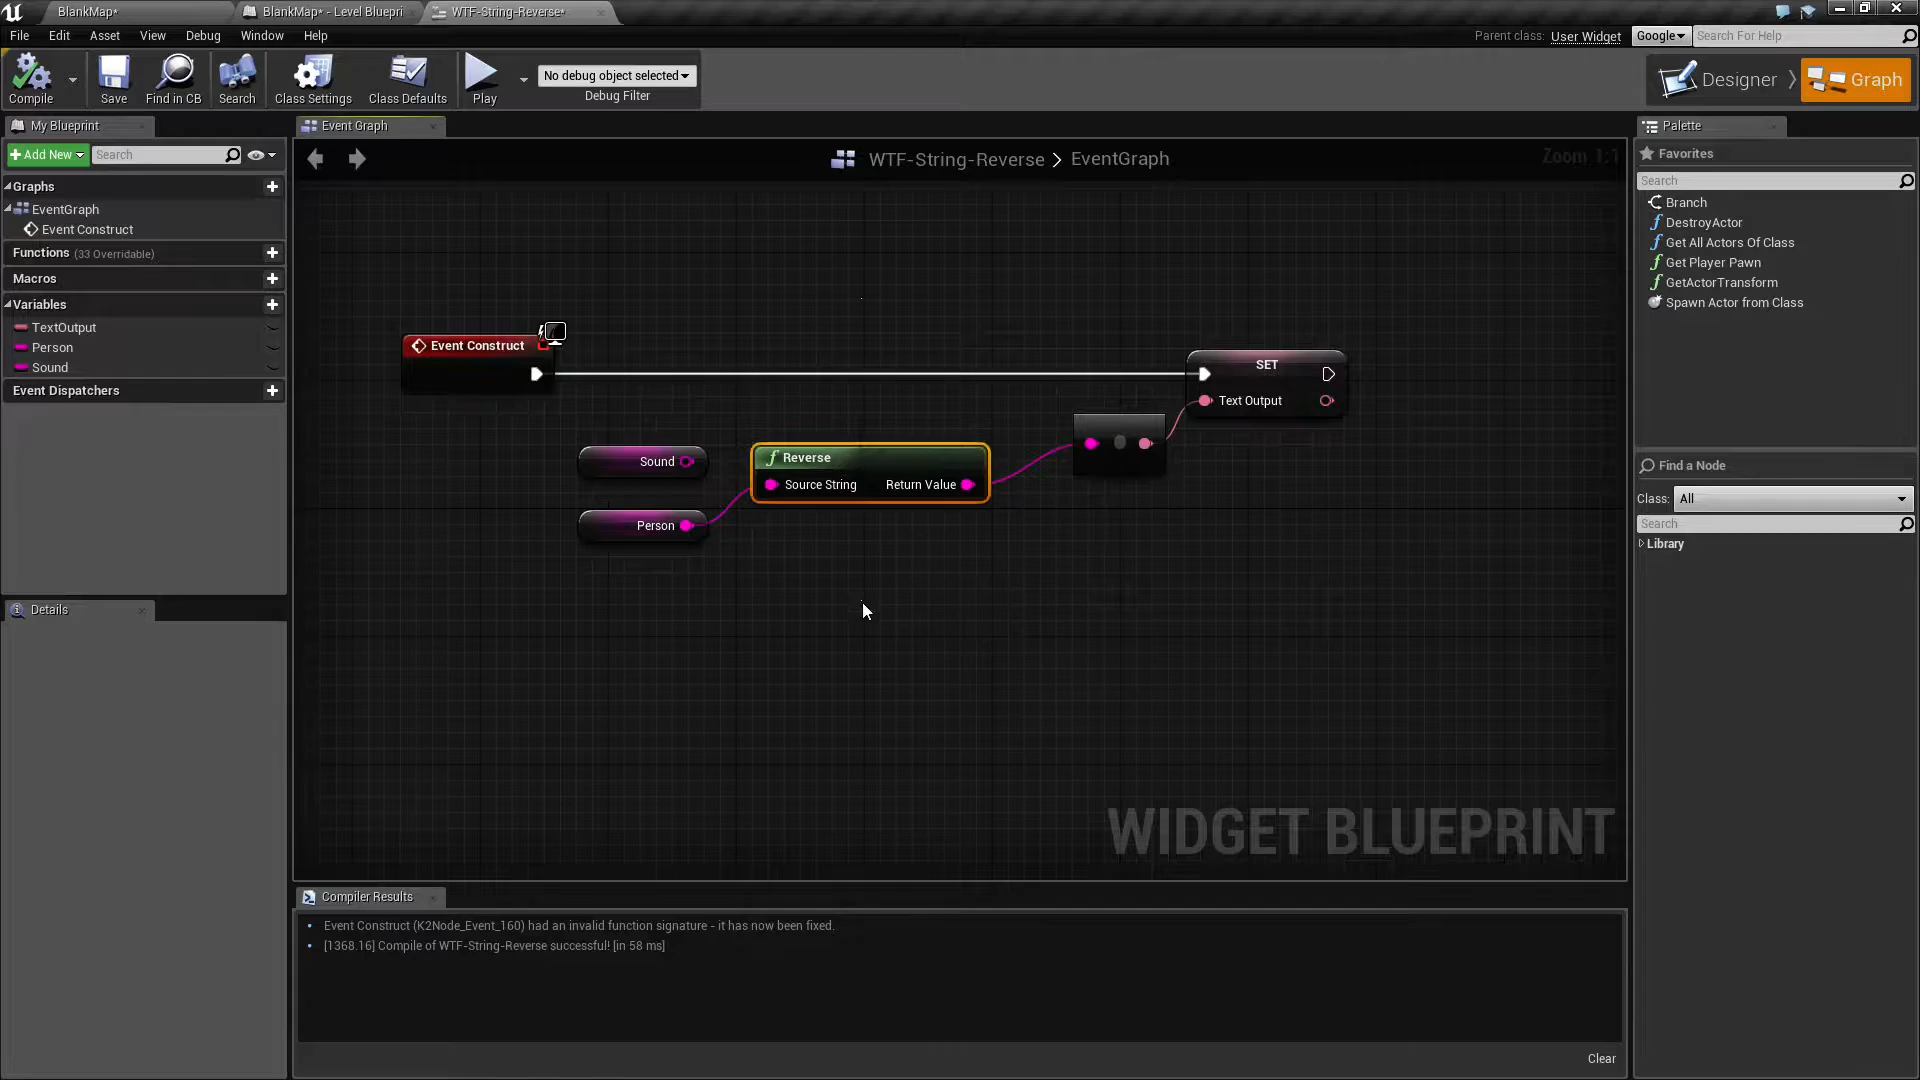 BlankMap*
BlankMap* - Level Bluepri
WTF-String-Reverse*
File Edit Asset View Debug Window Help
Parent class: User Widget
Google
Search For Help
Compile
Save
Find in CB
Search
Class Settings
Class Defaults
Play
No debug object selected
Debug Filter
Designer
Graph
My Blueprint
Add New
Search
Graphs
EventGraph
Event Construct
Functions (33 Overridable)
Macros
Variables
TextOutput
Person
Sound
Event Dispatchers
Details
Event Graph
WTF-String-Reverse > EventGraph
Zoom 1:1
Event Construct
SET
Text Output
Sound
Reverse
Source String Return Value
Person
WIDGET BLUEPRINT
Compiler Results
Event Construct (K2Node_Event_160) had an invalid function signature - it has now been fixed.
[1368.16] Compile of WTF-String-Reverse successful! [in 58 ms]
Clear
Palette
Favorites
Search
Branch
DestroyActor
Get All Actors Of Class
Get Player Pawn
GetActorTransform
Spawn Actor from Class
Find a Node
Class: All
Search
Library